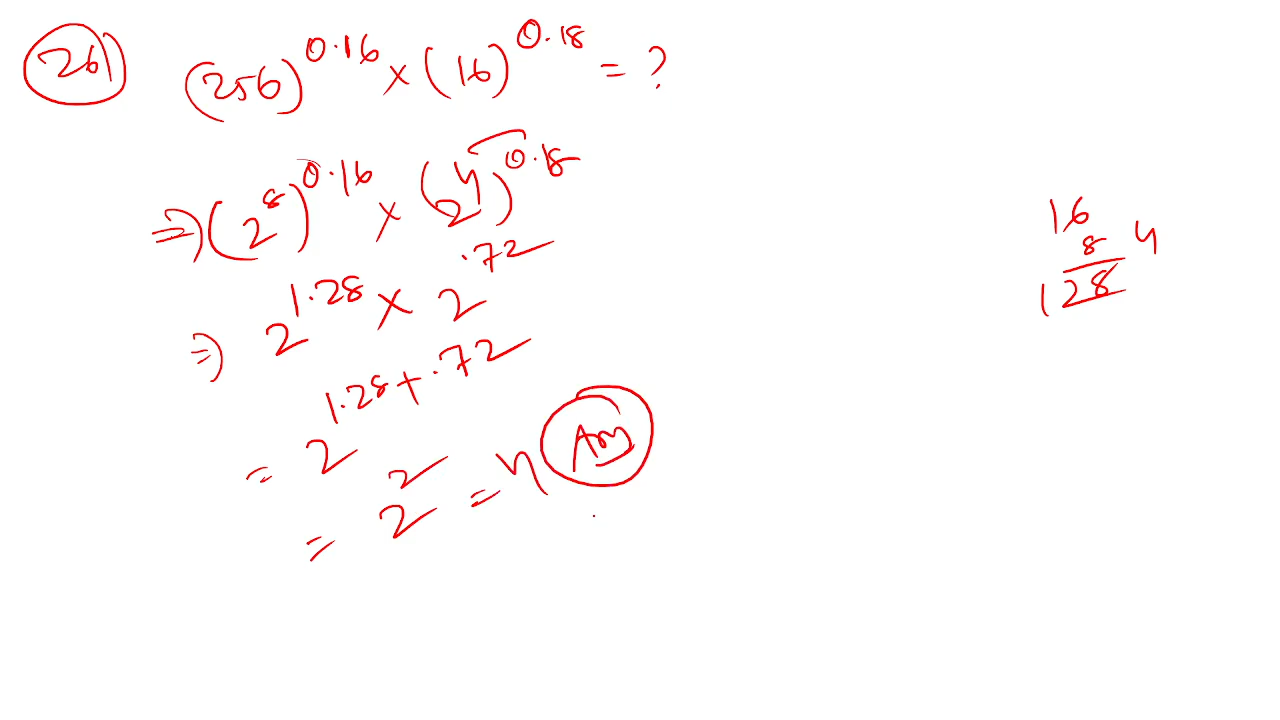 26) (256)^0.16 × (16)^0.18 = ?
⇒ (2^8)^0.16 × (2^4)^0.18
⇒ 2^1.28 × 2^.72
= 2^1.28+.72
= 2^2 = 4 Ans
16
8 4
128